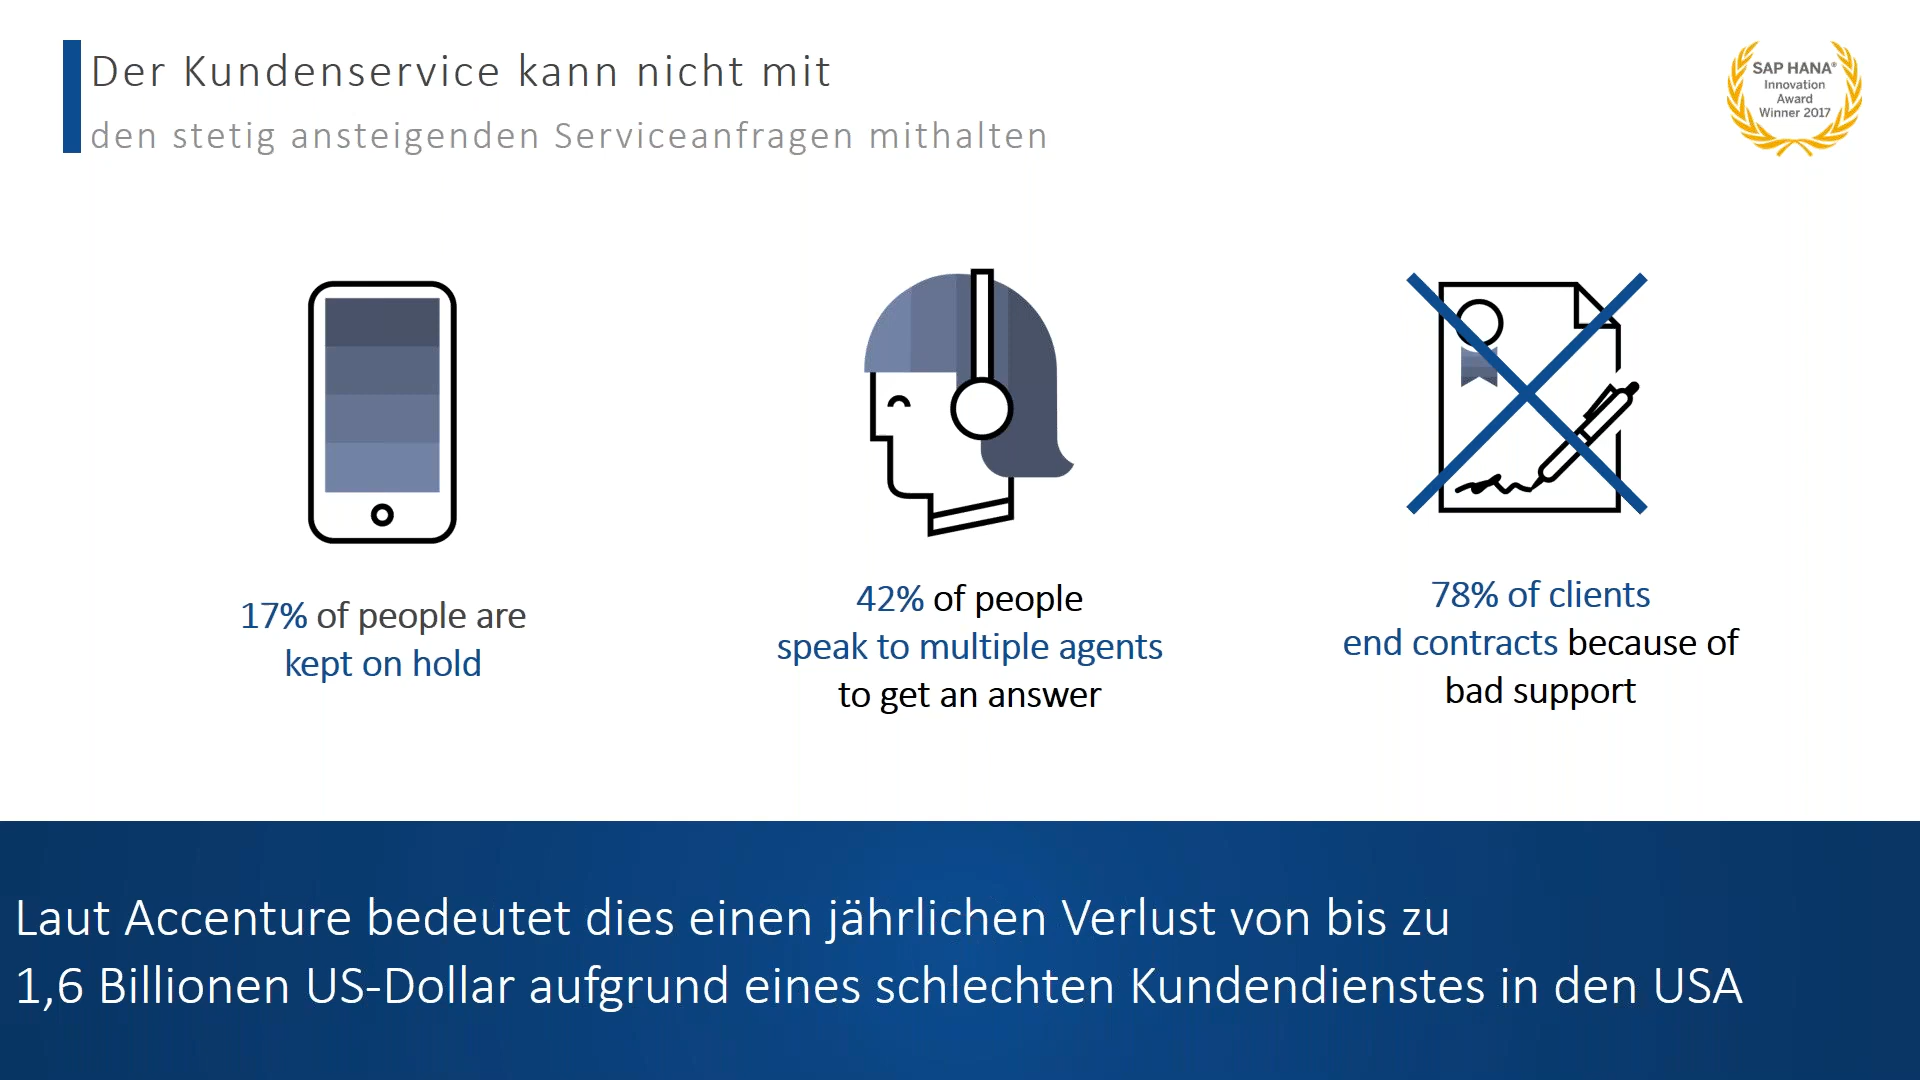 Der Kundenservice kann nicht mit
den stetig ansteigenden Serviceanfragen mithalten
SAP HANA®
Innovation
Award
Winner 2017
17% of people are
kept on hold
42% of people
speak to multiple agents
to get an answer
78% of clients
end contracts because of
bad support
Laut Accenture bedeutet dies einen jährlichen Verlust von bis zu
1,6 Billionen US-Dollar aufgrund eines schlechten Kundendienstes in den USA